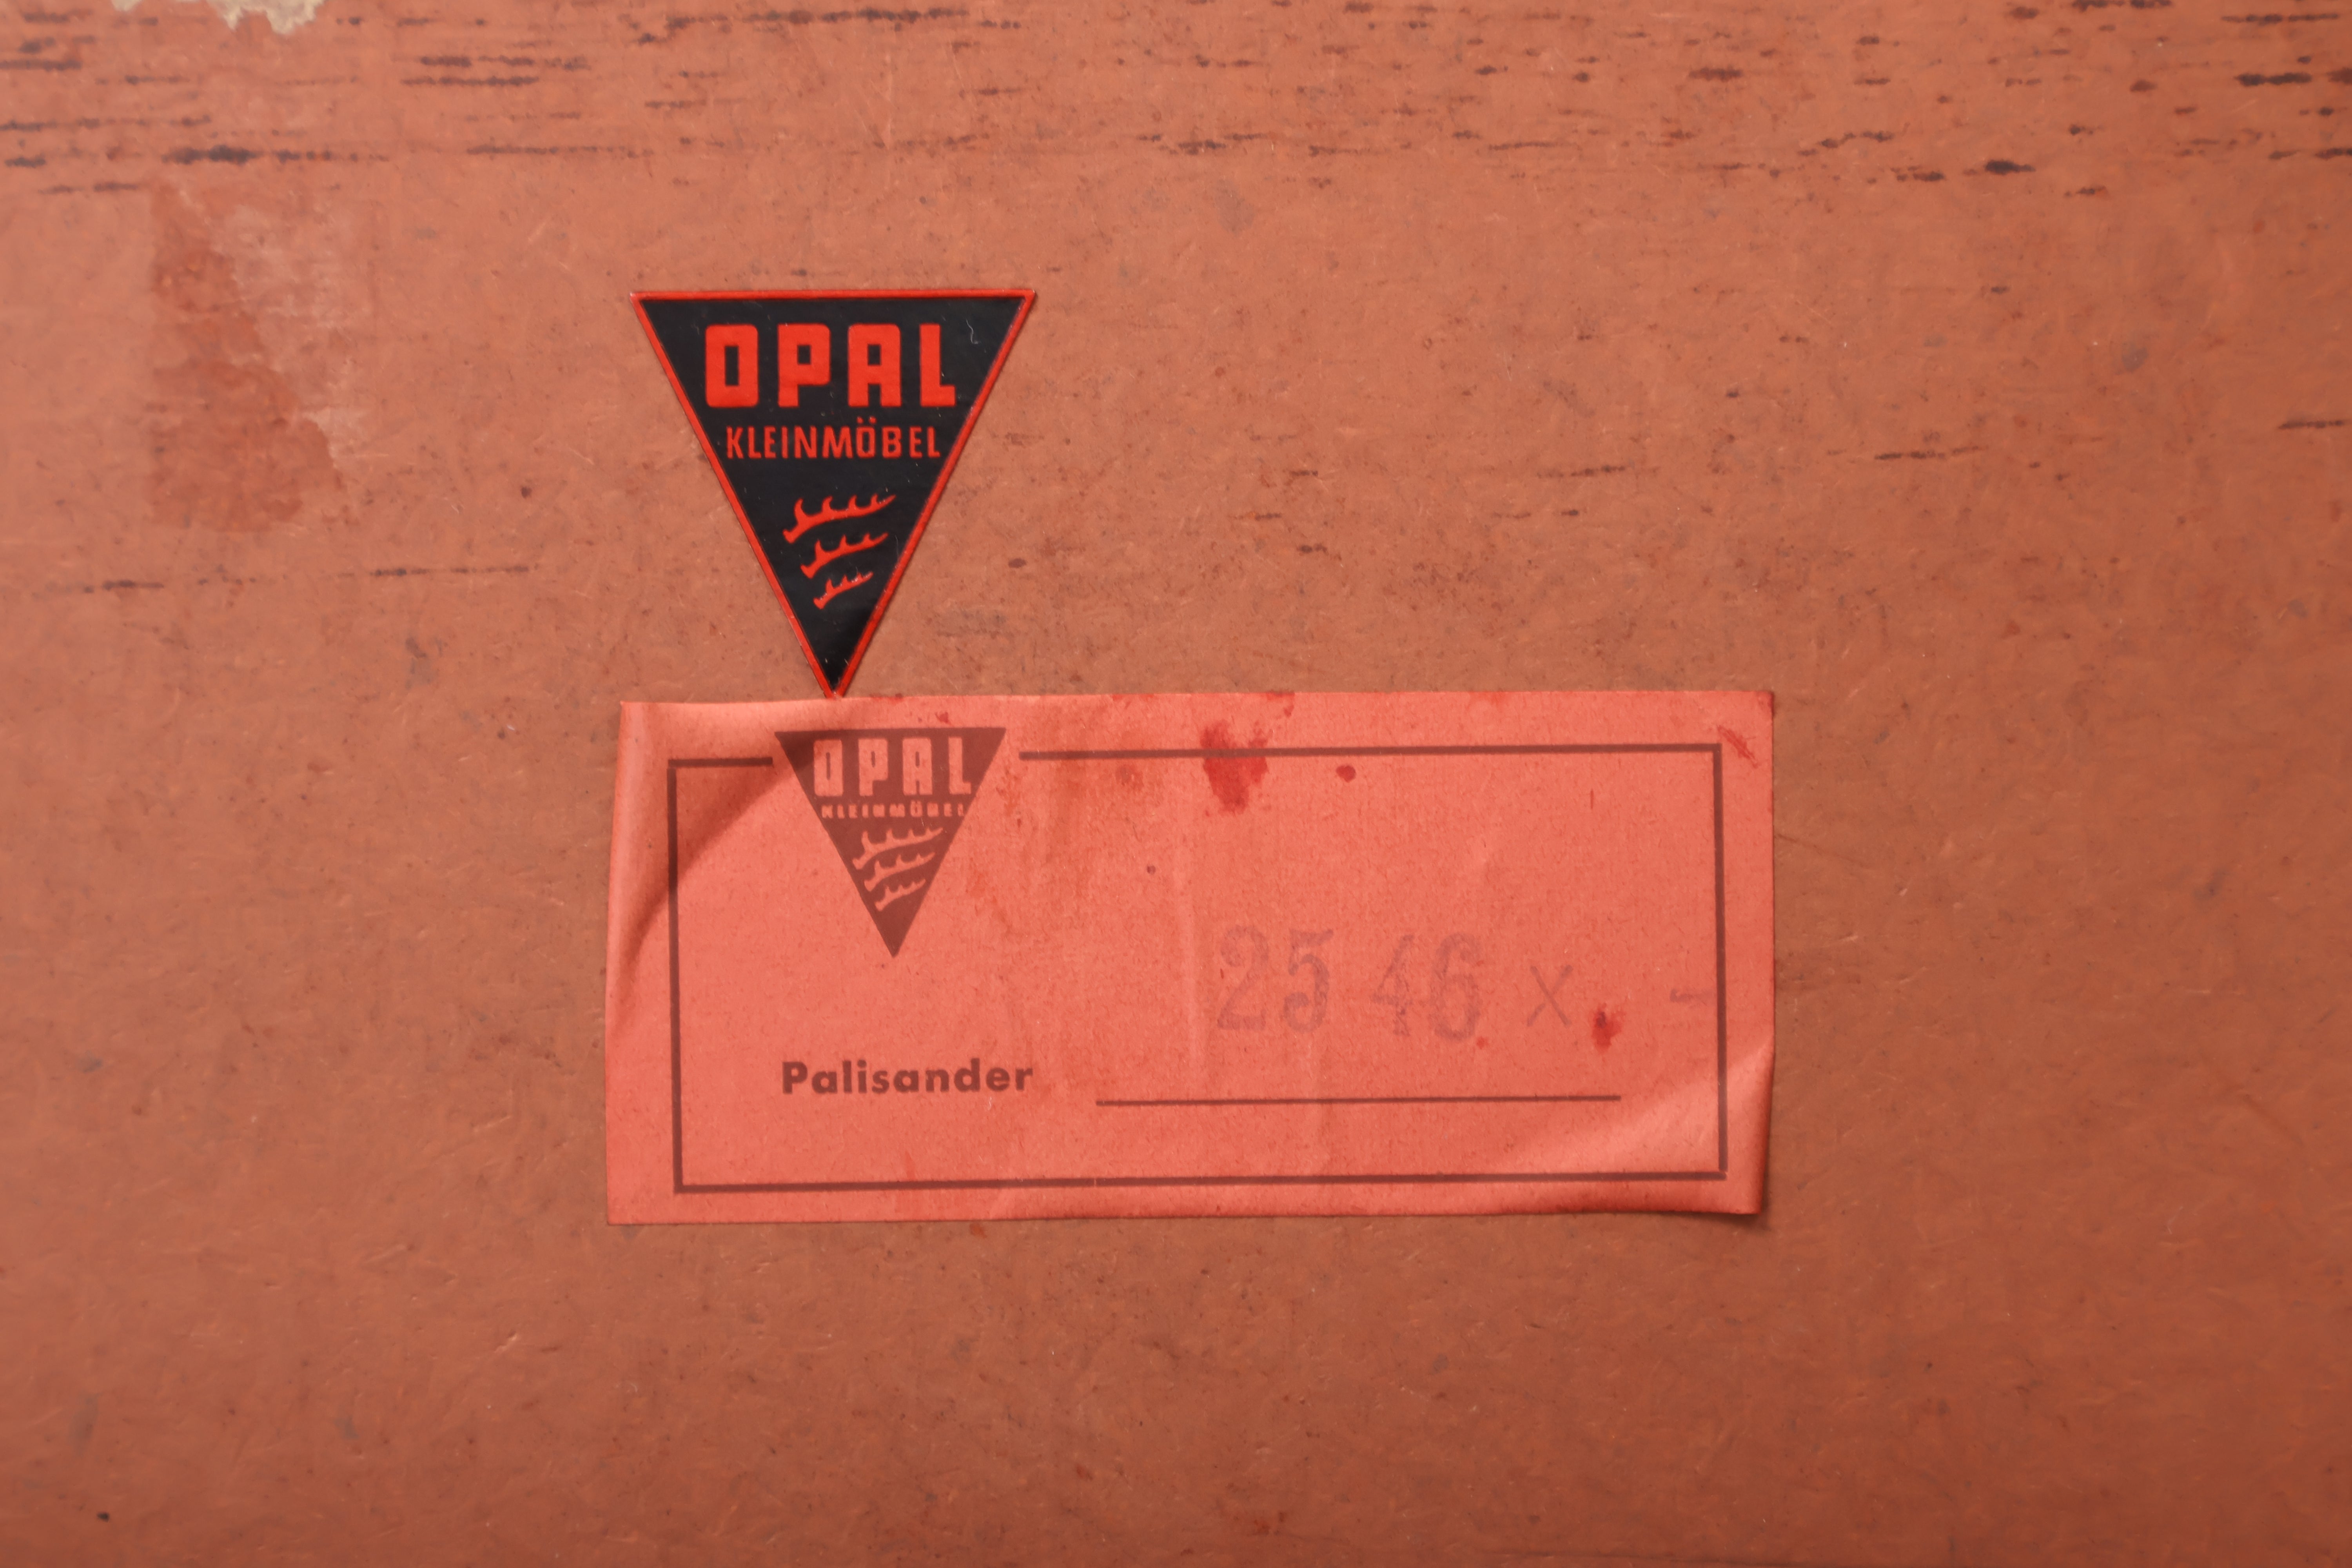 OPAL
KLEINMÖBEL
OPAL
KLEINMÖBEL
25 46 x. -
Palisander